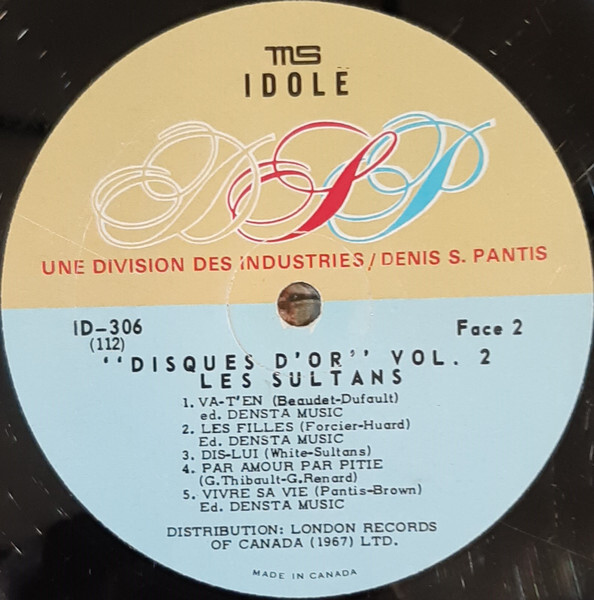 MS
IDOLE
DSP
UNE DIVISION DES INDUSTRIES/DENIS S. PANTIS
ID-306 Face 2
(112)
''DISQUES D'OR'' VOL. 2
LES SULTANS
1. VA-T'EN (Beaudet-Dufault)
ed. DENSTA MUSIC
2. LES FILLES (Forcier-Huard)
Ed. DENSTA MUSIC
3. DIS-LUI (White-Sultans)
4. PAR AMOUR PAR PITIE
(G.Thibault-G.Renard)
5. VIVRE SA VIE (Pantis-Brown)
Ed. DENSTA MUSIC
DISTRIBUTION: LONDON RECORDS
OF CANADA (1967) LTD.
MADE IN CANADA